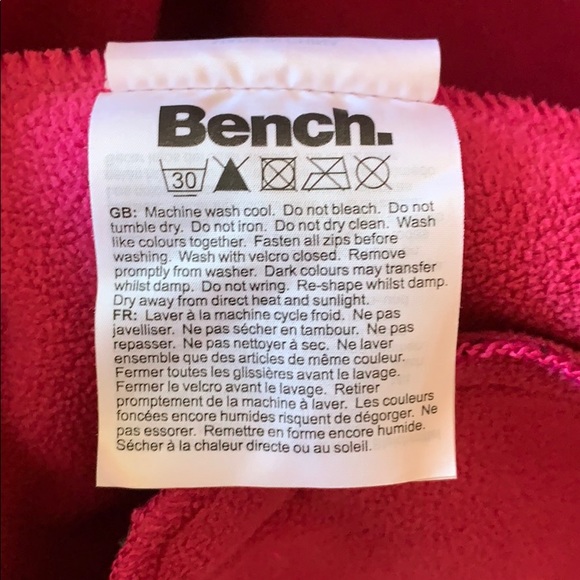 Bench.
30
GB: Machine wash cool. Do not bleach. Do not
tumble dry. Do not iron. Do not dry clean. Wash
like colours together. Fasten all zips before
washing. Wash with velcro closed. Remove
promptly from washer. Dark colours may transfer
whilst damp. Do not wring. Re-shape whilst damp.
Dry away from direct heat and sunlight.
FR: Laver à la machine cycle froid. Ne pas
javelliser. Ne pas sécher en tambour. Ne pas
repasser. Ne pas nettoyer à sec. Ne laver
ensemble que des articles de même couleur.
Fermer toutes les glissières avant le lavage.
Fermer le velcro avant le lavage. Retirer
promptement de la machine à laver. Les couleurs
foncées encore humides risquent de dégorger. Ne
pas essorer. Remettre en forme encore humide.
Sécher à la chaleur directe ou au soleil.